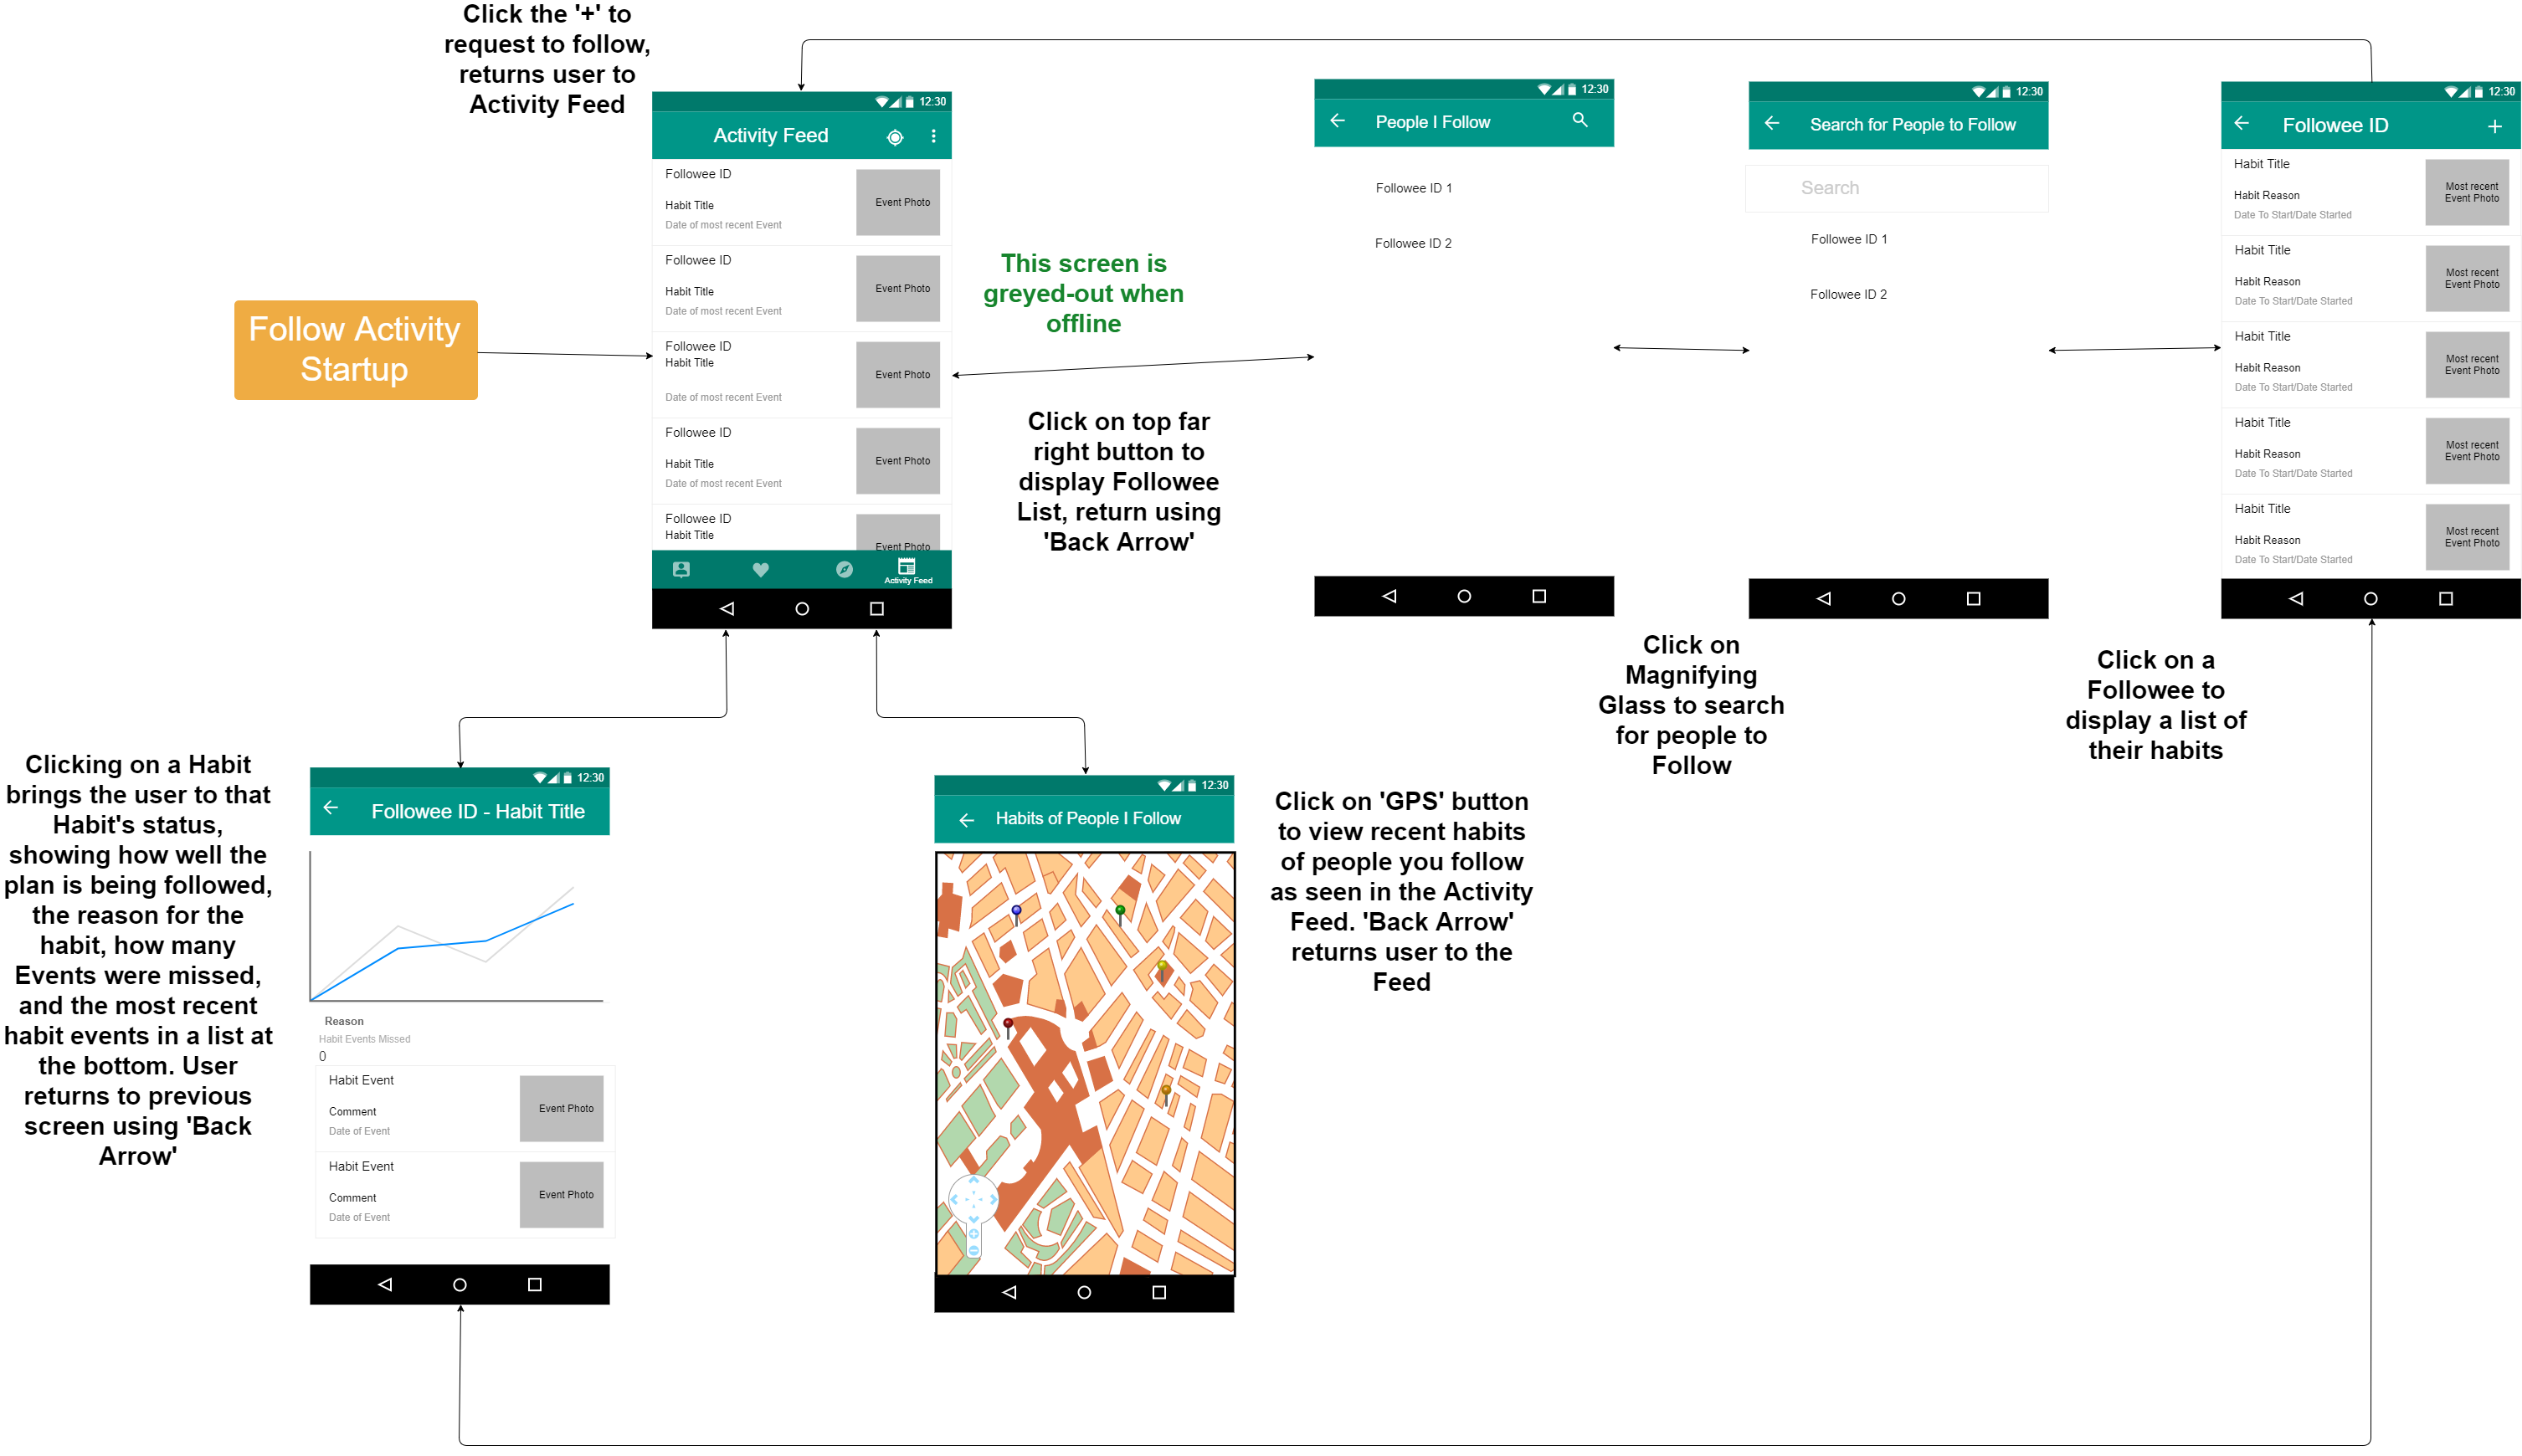 Click the '+' to
request to follow,
returns user to
Activity Feed
Follow Activity
Startup
12:30
Activity Feed
Followee ID
Habit Title
Date of most recent Event
Event Photo
Followee ID
Habit Title
Date of most recent Event
Event Photo
Followee ID
Habit Title
Date of most recent Event
Event Photo
Followee ID
Habit Title
Date of most recent Event
Event Photo
Followee ID
Habit Title
Event Photo
Activity Feed
This screen is
greyed-out when
offline
Click on top far
right button to
display Followee
List, return using
'Back Arrow'
12:30
People I Follow
Followee ID 1
Followee ID 2
Click on
Magnifying
Glass to search
for people to
Follow
12:30
Search for People to Follow
Search
Followee ID 1
Followee ID 2
Click on a
Followee to
display a list of
their habits
12:30
Followee ID
Habit Title
Habit Reason
Date To Start/Date Started
Most recent
Event Photo
Habit Title
Habit Reason
Date To Start/Date Started
Most recent
Event Photo
Habit Title
Habit Reason
Date To Start/Date Started
Most recent
Event Photo
Habit Title
Habit Reason
Date To Start/Date Started
Most recent
Event Photo
Habit Title
Habit Reason
Date To Start/Date Started
Most recent
Event Photo
Clicking on a Habit
brings the user to that
Habit's status,
showing how well the
plan is being followed,
the reason for the
habit, how many
Events were missed,
and the most recent
habit events in a list at
the bottom. User
returns to previous
screen using 'Back
Arrow'
12:30
Followee ID - Habit Title
Reason
Habit Events Missed
0
Habit Event
Comment
Date of Event
Event Photo
Habit Event
Comment
Date of Event
Event Photo
12:30
Habits of People I Follow
Click on 'GPS' button
to view recent habits
of people you follow
as seen in the Activity
Feed. 'Back Arrow'
returns user to the
Feed